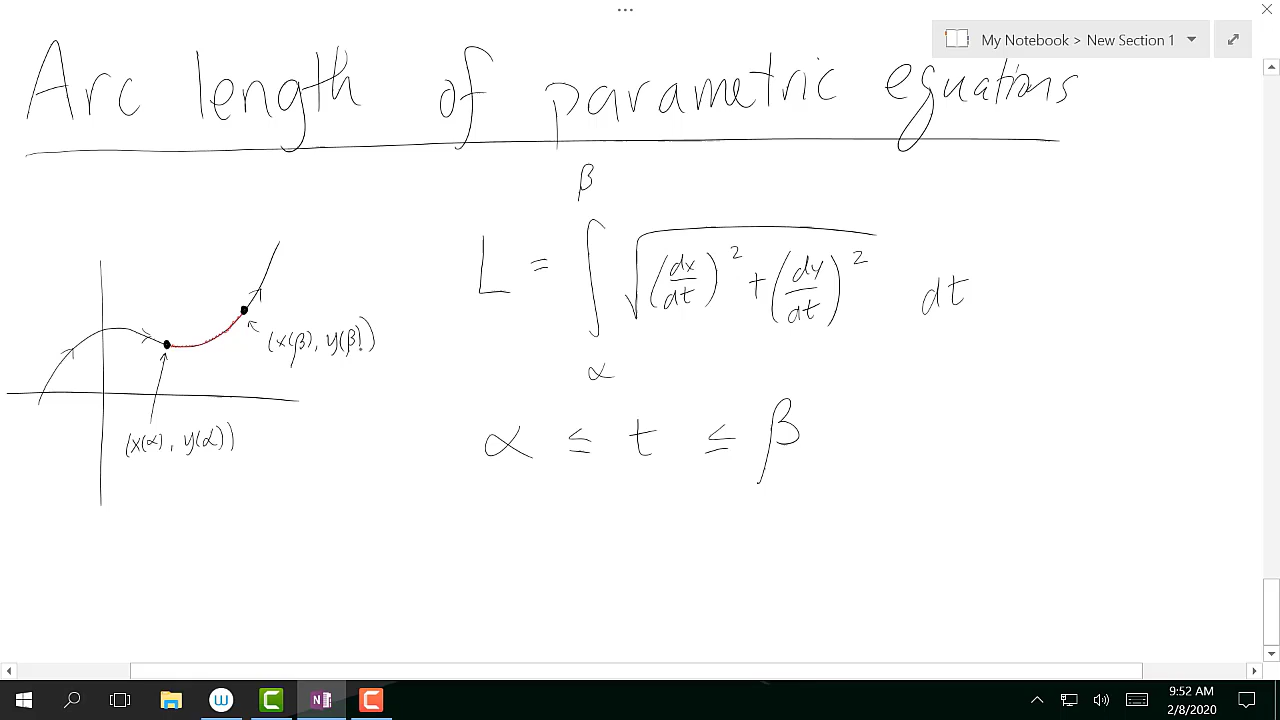 My Notebook > New Section 1
Arc length of parametric equations
L = ∫_α^β √((dx/dt)^2 + (dy/dt)^2) dt
(x(β), y(β))
(x(α), y(α))
α ≤ t ≤ β
9:52 AM
2/8/2020